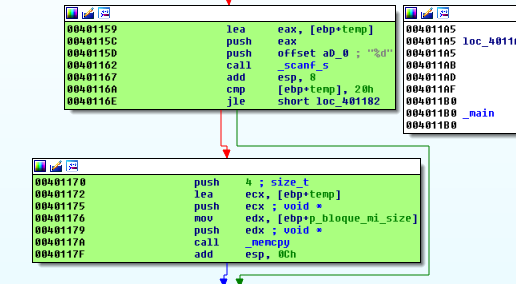 00401159 lea eax, [ebp+temp]
0040115C push eax
0040115D push offset aD_0 ; "%d"
00401162 call _scanf_s
00401167 add esp, 8
0040116A cmp [ebp+temp], 20h
0040116E jle short loc_401182
004011A5
004011A5 loc_4011A
004011A5
004011AB
004011AD
004011AF
004011B0
004011B0 _main
004011B0
00401170 push 4 ; size_t
00401172 lea ecx, [ebp+temp]
00401175 push ecx ; void *
00401176 mov edx, [ebp+p_bloque_mi_size]
00401179 push edx ; void *
0040117A call _memcpy
0040117F add esp, 0Ch